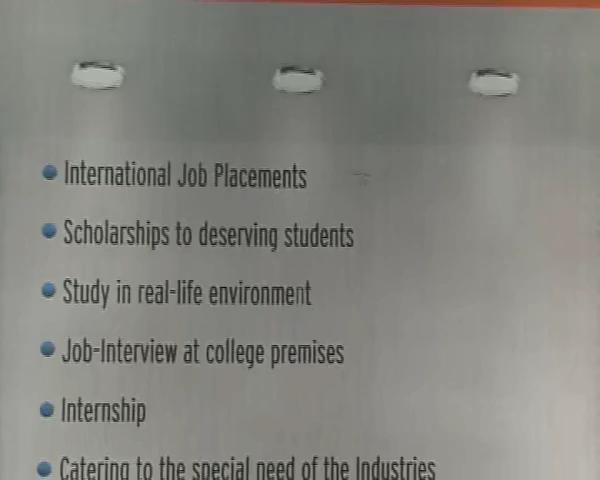 International Job Placements
Scholarships to deserving students
Study in real-life environment
Job-Interview at college premises
Internship
Catering to the special need of the Industries